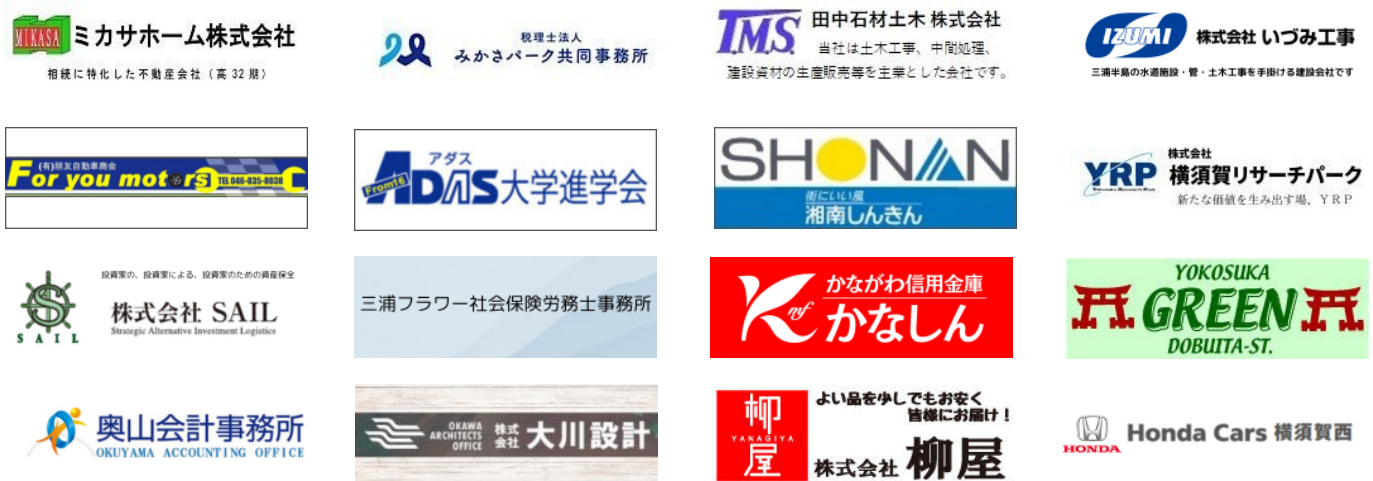 MIKASA
ミカサホーム株式会社
相続に特化した不動産会社（高32期）
税理士法人
みかさパーク共同事務所
T.M.S.
田中石材土木 株式会社
当社は土木工事、中間処理、
建設資材の生産販売等を主業とした会社です。
IZUMI
株式会社 いづみ工事
三浦半島の水道施設・管・土木工事を手掛ける建設会社です
(有)朋友自動車商会
For you motors
TEL 046-835-8038
アダス
From16
ADAS大学進学会
SHONAN
街にいい風
湘南しんきん
株式会社
YRP
横須賀リサーチパーク
新たな価値を生み出す場、ＹＲＰ
投資家の、投資家による、投資家のための資産保全
S
SAIL
株式会社 SAIL
Strategic Alternative Investment Logistics
三浦フラワー社会保険労務士事務所
かながわ信用金庫
かなしん
YOKOSUKA
GREEN
DOBUITA-ST.
奥山会計事務所
OKUYAMA ACCOUNTING OFFICE
OKAWA
ARCHITECTS
OFFICE
株式
会社
大川設計
柳
YANAGIYA
屋
よい品を少しでもお安く
皆様にお届け！
株式会社 柳屋
HONDA
Honda Cars 横須賀西